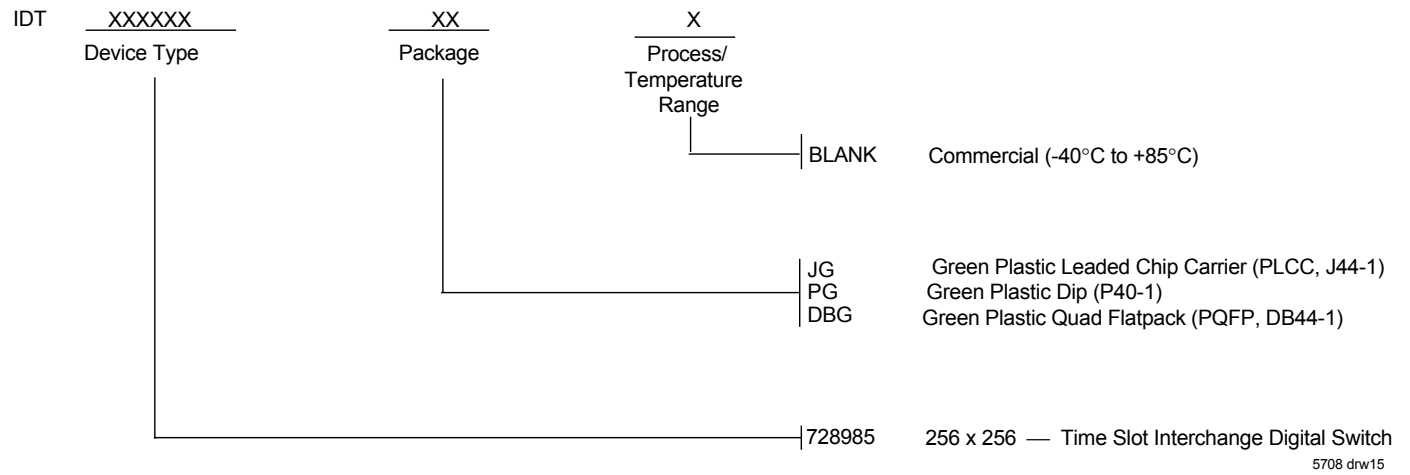 IDT XXXXXX XX X
Device Type Package Process/
Temperature
Range
BLANK Commercial (-40°C to +85°C)
JG Green Plastic Leaded Chip Carrier (PLCC, J44-1)
PG Green Plastic Dip (P40-1)
DBG Green Plastic Quad Flatpack (PQFP, DB44-1)
728985 256 x 256 — Time Slot Interchange Digital Switch
5708 drw15